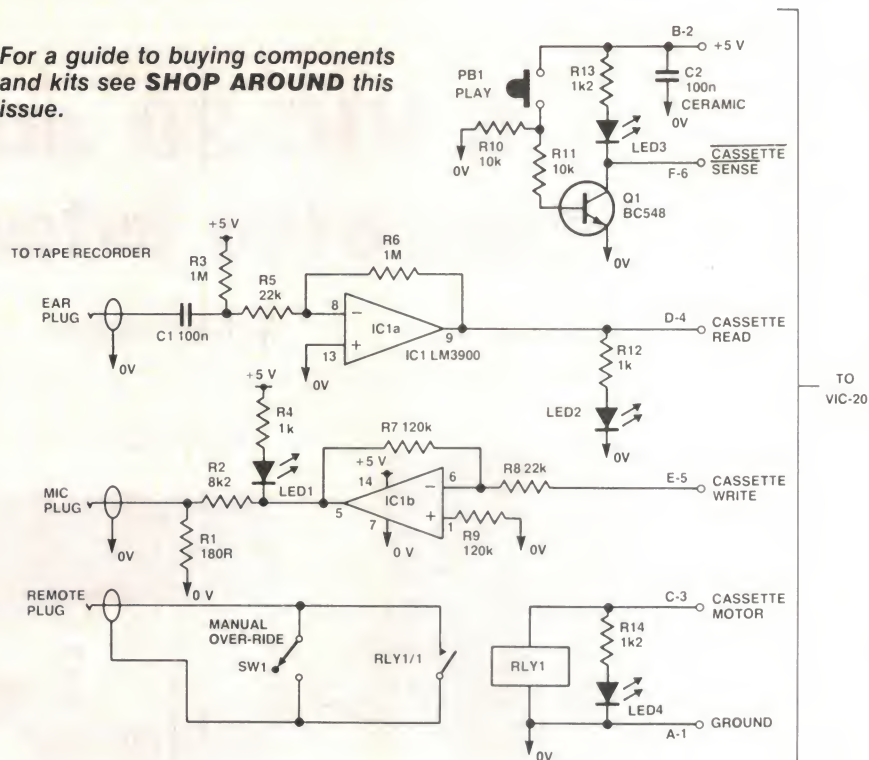 For a guide to buying components
and kits see SHOP AROUND this
issue.
B-2
+5 V
PB1
PLAY
R13
1k2
C2
100n
CERAMIC
0V
LED3
R10
10k
0V
R11
10k
F-6
CASSETTE
SENSE
Q1
BC548
0V
TO TAPE RECORDER
+5 V
R3
1M
R5
22k
R6
1M
EAR
PLUG
C1 100n
0V
8
−
IC1a
+
13
9
IC1 LM3900
0V
D-4
CASSETTE
READ
R12
1k
LED2
0V
TO
VIC-20
+5 V
R4
1k
LED1
R7 120k
+5 V
14
6
−
IC1b
5
7
+
1
0 V
R8 22k
R9
120k
0V
E-5
CASSETTE
WRITE
MIC
PLUG
R2
8k2
0V
R1
180R
0 V
REMOTE
PLUG
MANUAL
OVER-RIDE
SW1
RLY1/1
RLY1
C-3
CASSETTE
MOTOR
R14
1k2
LED4
A-1
GROUND
0V